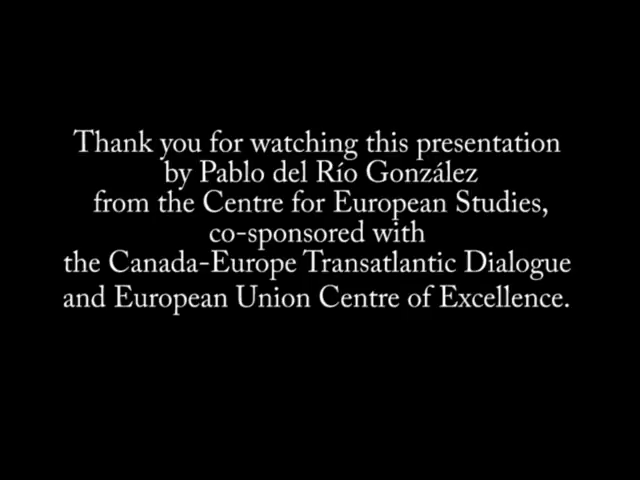 Thank you for watching this presentation
by Pablo del Río González
from the Centre for European Studies,
co-sponsored with
the Canada-Europe Transatlantic Dialogue
and European Union Centre of Excellence.